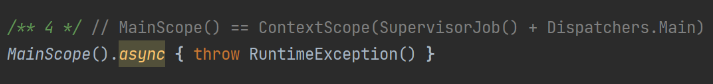 /** 4 */ // MainScope() == ContextScope(SupervisorJob() + Dispatchers.Main)
MainScope().async { throw RuntimeException() }